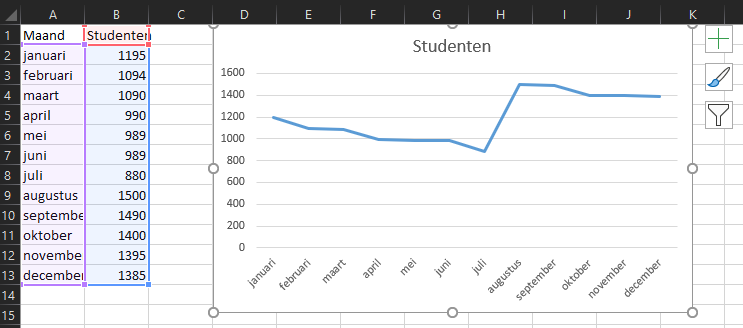 A B C D E F G H I J K
1 Maand Studenten
2 januari 1195
3 februari 1094
4 maart 1090
5 april 990
6 mei 989
7 juni 989
8 juli 880
9 augustus 1500
10 septembe 1490
11 oktober 1400
12 novembe 1395
13 december 1385
14
15
Studenten
1600
1400
1200
1000
800
600
400
200
0
januari februari maart april mei juni juli augustus september oktober november december